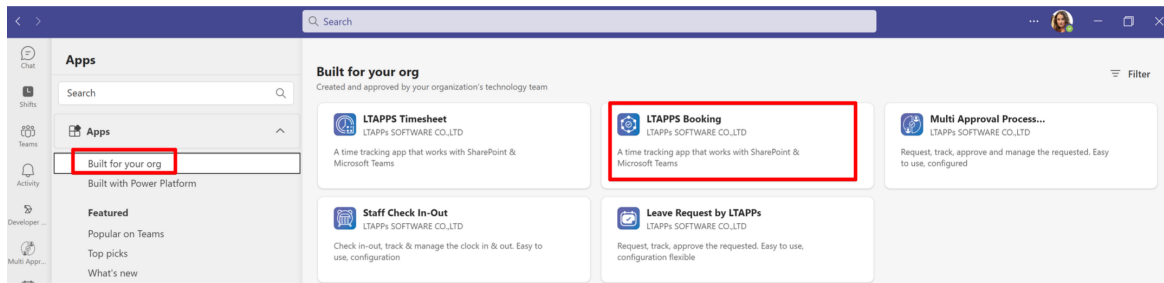 Search
Chat
Shifts
Teams
Activity
Developer ...
Multi Appr...
Apps
Search
Apps
Built for your org
Built with Power Platform
Featured
Popular on Teams
Top picks
What's new
Built for your org
Created and approved by your organization's technology team
Filter
LTAPPS Timesheet
LTAPPs SOFTWARE CO.,LTD
A time tracking app that works with SharePoint &
Microsoft Teams
LTAPPS Booking
LTAPPs SOFTWARE CO.,LTD
A time tracking app that works with SharePoint &
Microsoft Teams
Multi Approval Process...
LTAPPs SOFTWARE CO.,LTD
Request, track, approve and manage the requested. Easy
to use, configured
Staff Check In-Out
LTAPPs SOFTWARE CO.,LTD
Check in-out, track & manage the clock in & out. Easy to
use, configuration
Leave Request by LTAPPs
LTAPPs SOFTWARE CO.,LTD
Request, track, approve the requested. Easy to use,
configuration flexible